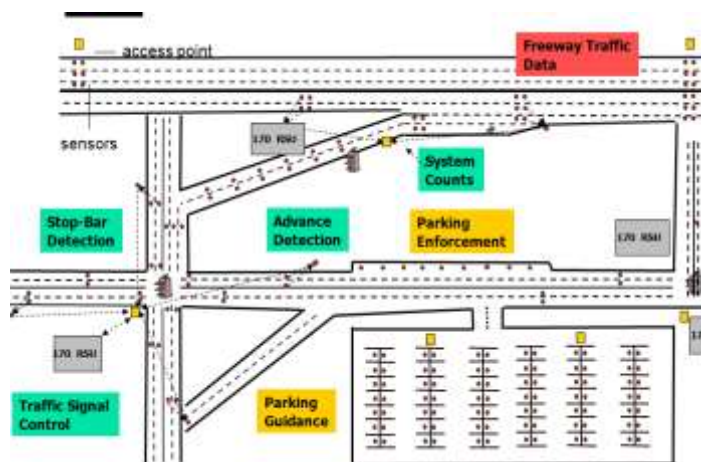 access point
Freeway Traffic
Data
170 RSU
sensors
System
Counts
Stop-Bar
Detection
Advance
Detection
Parking
Enforcement
170 RSU
170 RSU
Traffic Signal
Control
Parking
Guidance